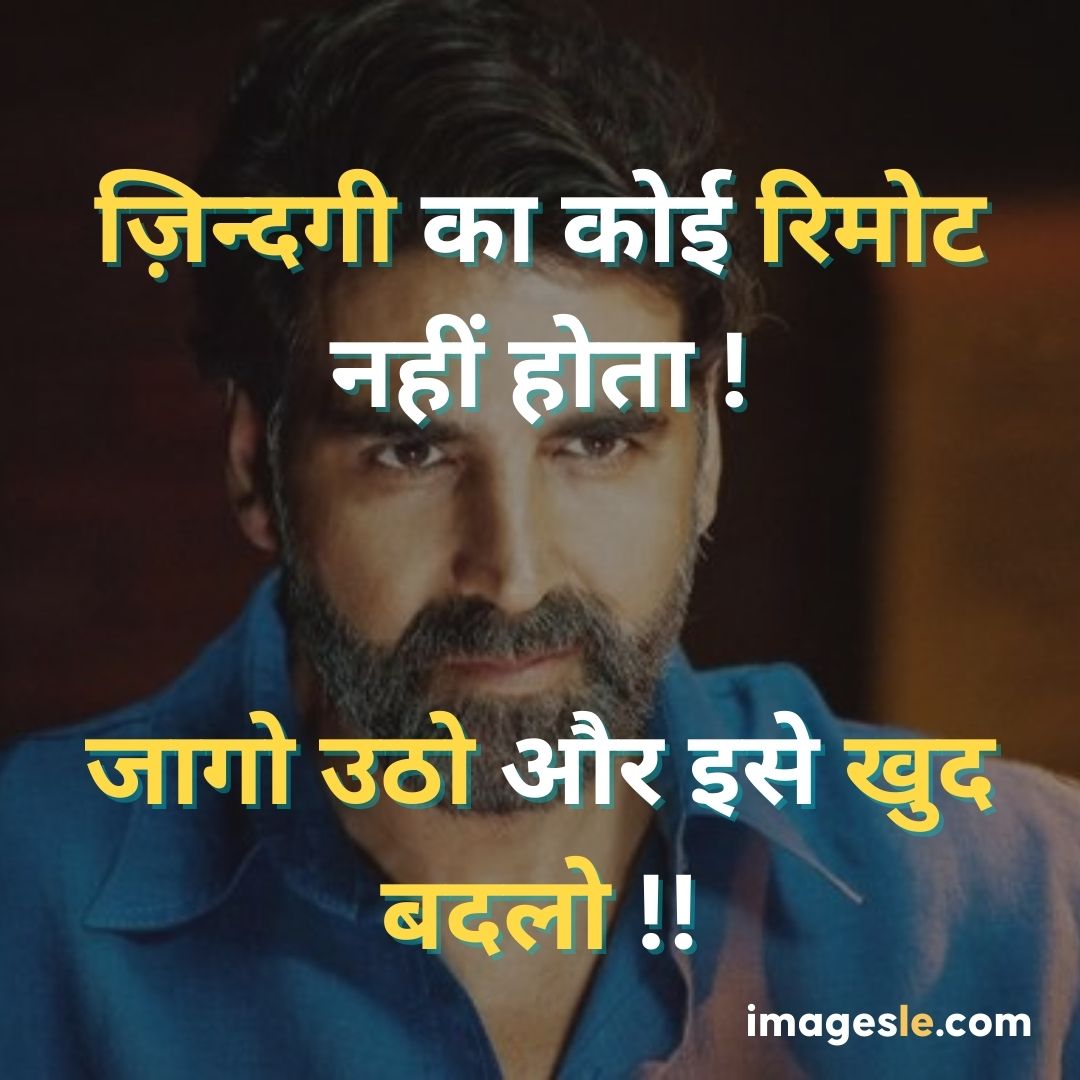 ज़िन्दगी का कोई रिमोट
नहीं होता !
जागो उठो और इसे खुद
बदलो !!
imagesle.com